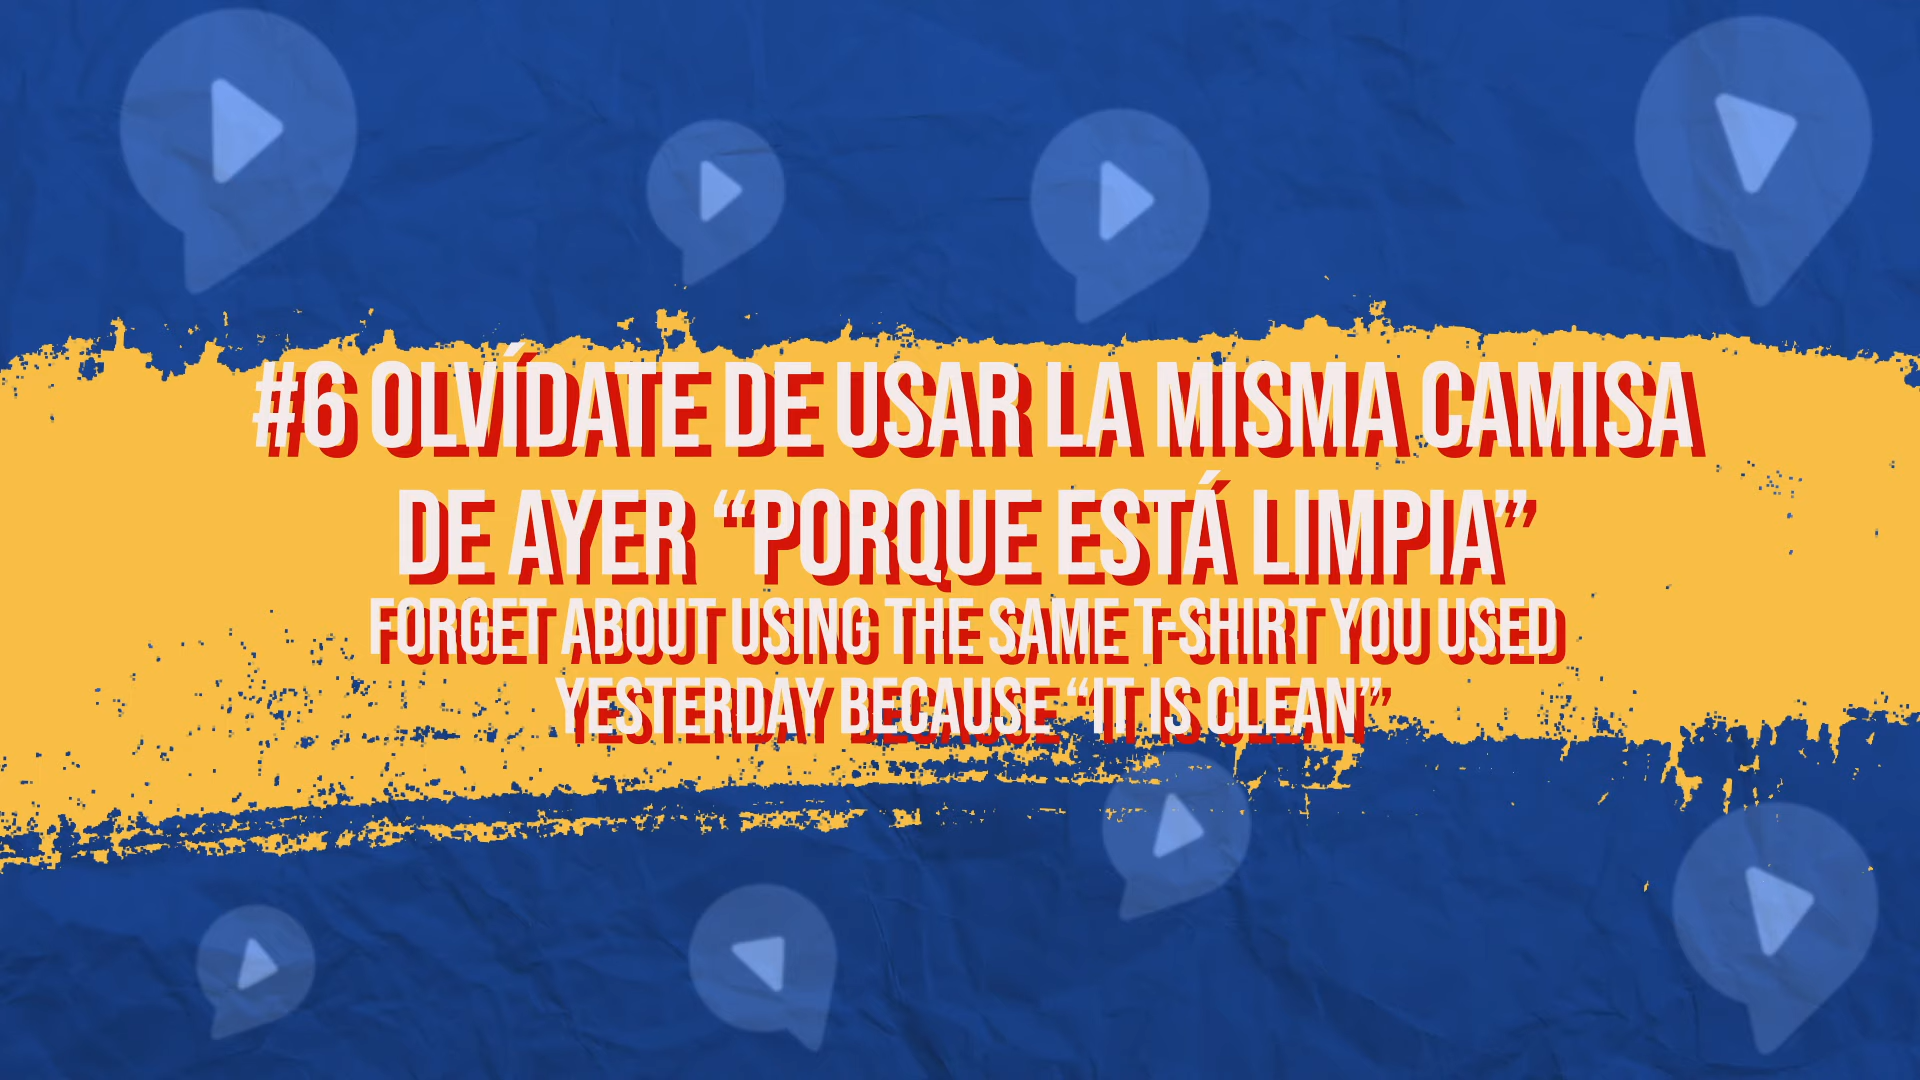 #6 OLVÍDATE DE USAR LA MISMA CAMISA
DE AYER “PORQUE ESTÁ LIMPIA”
FORGET ABOUT USING THE SAME T-SHIRT YOU USED
YESTERDAY BECAUSE “IT IS CLEAN”